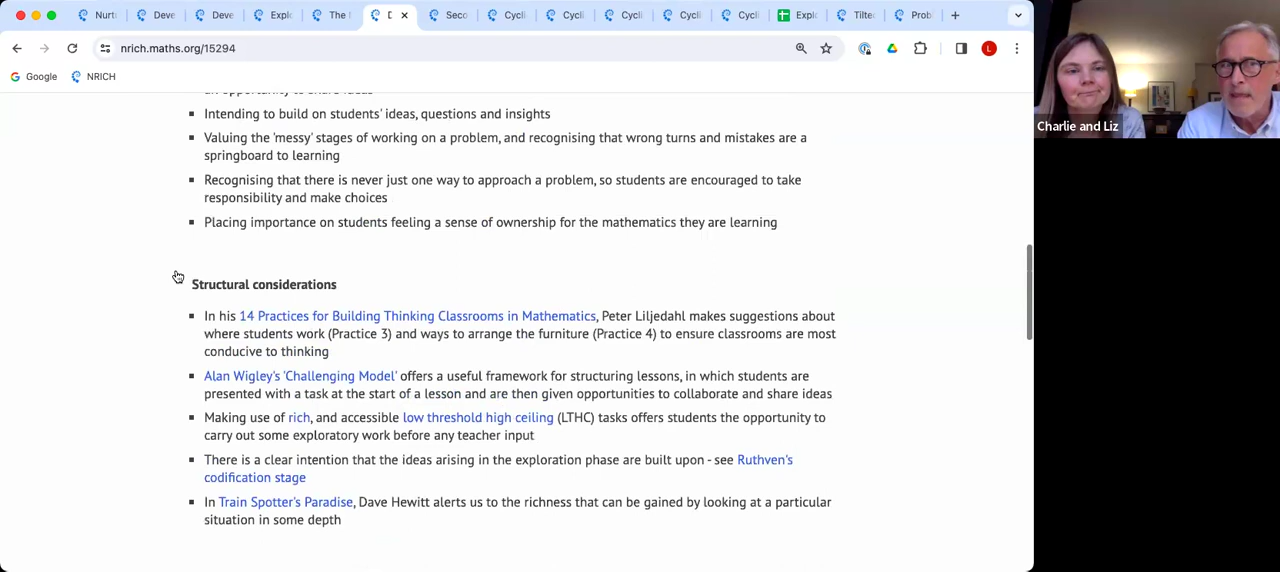 Nurt
Deve
Deve
Explo
The
D
Seco
Cycli
Cycli
Cycli
Cycli
Cycli
Explo
Tilte
Prob
nrich.maths.org/15294
L
Google
NRICH
Intending to build on students' ideas, questions and insights
Valuing the 'messy' stages of working on a problem, and recognising that wrong turns and mistakes are a
springboard to learning
Recognising that there is never just one way to approach a problem, so students are encouraged to take
responsibility and make choices
Placing importance on students feeling a sense of ownership for the mathematics they are learning
Structural considerations
In his 14 Practices for Building Thinking Classrooms in Mathematics, Peter Liljedahl makes suggestions about
where students work (Practice 3) and ways to arrange the furniture (Practice 4) to ensure classrooms are most
conducive to thinking
Alan Wigley's 'Challenging Model' offers a useful framework for structuring lessons, in which students are
presented with a task at the start of a lesson and are then given opportunities to collaborate and share ideas
Making use of rich, and accessible low threshold high ceiling (LTHC) tasks offers students the opportunity to
carry out some exploratory work before any teacher input
There is a clear intention that the ideas arising in the exploration phase are built upon - see Ruthven's
codification stage
In Train Spotter's Paradise, Dave Hewitt alerts us to the richness that can be gained by looking at a particular
situation in some depth
Charlie and Liz